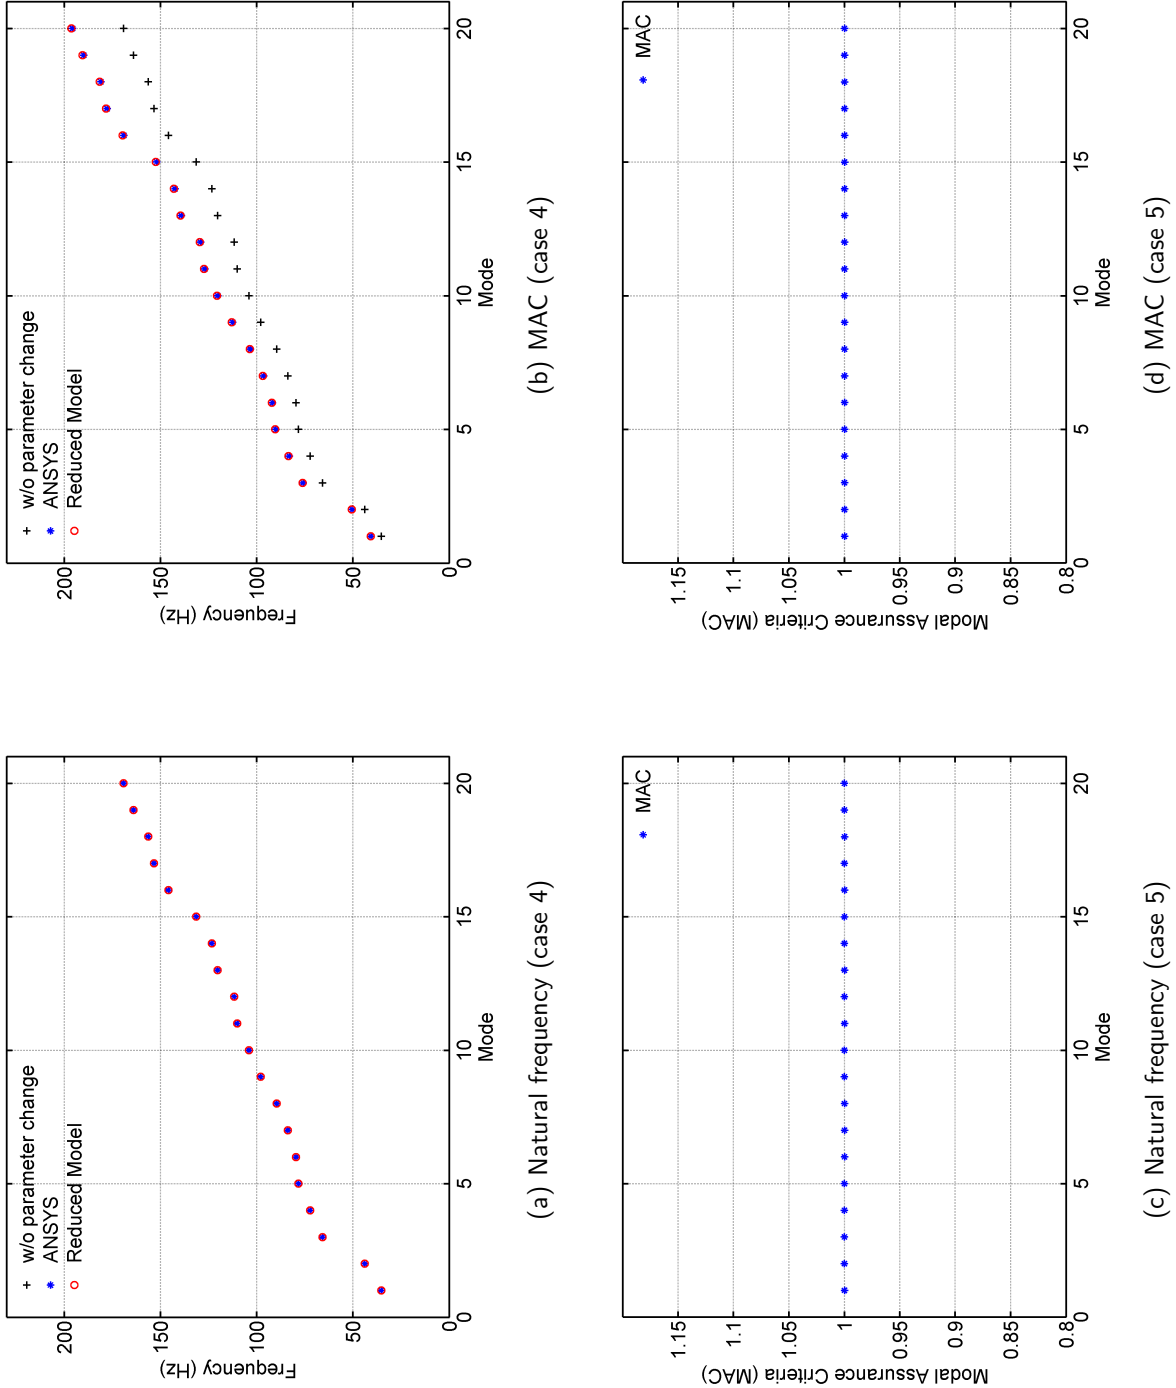 w/o parameter change
ANSYS
Reduced Model
Frequency (Hz)
200
150
100
50
0
0 5 10 15 20
Mode
(a) Natural frequency (case 4)
w/o parameter change
ANSYS
Reduced Model
Frequency (Hz)
200
150
100
50
0
0 5 10 15 20
Mode
(b) MAC (case 4)
MAC
Modal Assurance Criteria (MAC)
1.15
1.1
1.05
1
0.95
0.9
0.85
0.8
0 5 10 15 20
Mode
(c) Natural frequency (case 5)
MAC
Modal Assurance Criteria (MAC)
1.15
1.1
1.05
1
0.95
0.9
0.85
0.8
0 5 10 15 20
Mode
(d) MAC (case 5)